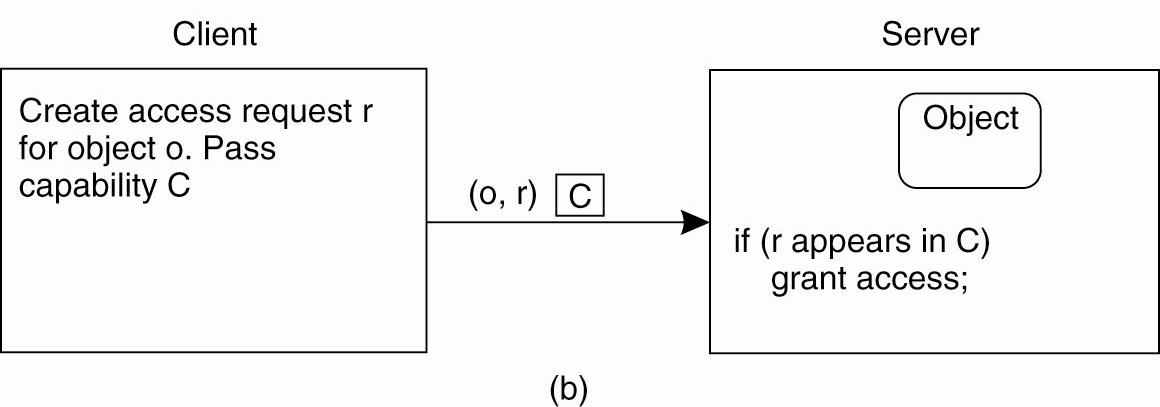 Client
Server
Create access request r
for object o. Pass
capability C
(o, r) C
Object
if (r appears in C)
grant access;
(b)